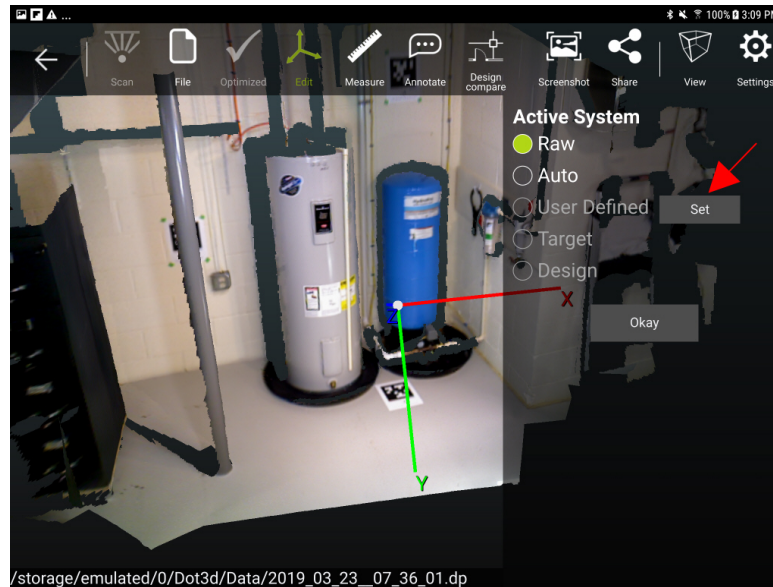 ...
100% 3:09 PM
Scan
File
Optimized
Edit
Measure
Annotate
Design
compare
Screenshot
Share
View
Settings
Active System
Raw
Auto
User Defined
Set
Target
Design
Okay
X
Z
Y
/storage/emulated/0/Dot3d/Data/2019_03_23__07_36_01.dp